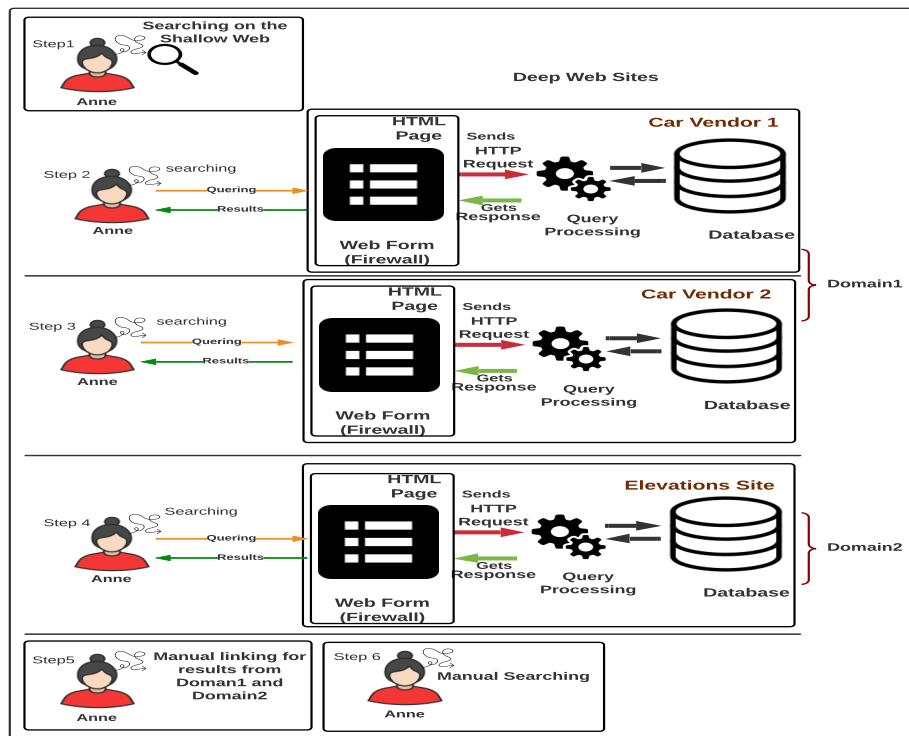 Step1
Searching on the
Shallow Web
Anne
Deep Web Sites
Step 2
searching
Quering
Results
Anne
HTML
Page
Web Form
(Firewall)
Sends
HTTP
Request
Gets
Response
Query
Processing
Car Vendor 1
Database
Domain1
Step 3
searching
Quering
Results
Anne
HTML
Page
Web Form
(Firewall)
Sends
HTTP
Request
Gets
Response
Query
Processing
Car Vendor 2
Database
Step 4
Searching
Quering
Results
Anne
HTML
Page
Web Form
(Firewall)
Sends
HTTP
Request
Gets
Response
Query
Processing
Elevations Site
Database
Domain2
Step5
Manual linking for
results from
Doman1 and
Domain2
Anne
Step 6
Manual Searching
Anne